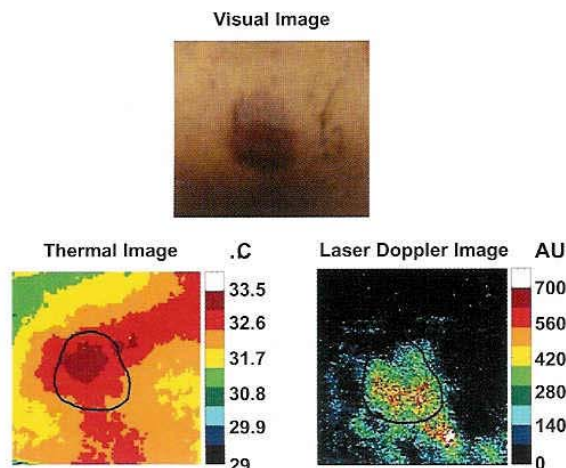 Visual Image
Thermal Image
.C
33.5
32.6
31.7
30.8
29.9
29
Laser Doppler Image
AU
700
560
420
280
140
0